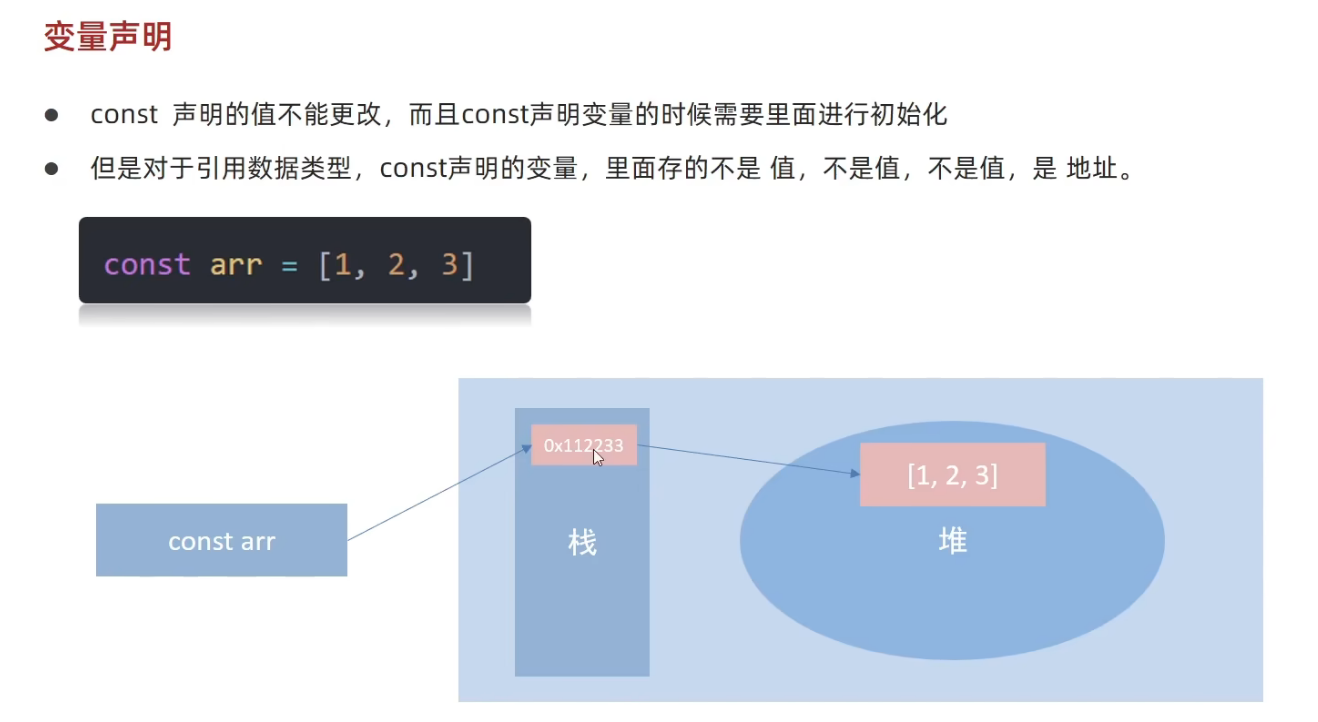 变量声明
const 声明的值不能更改，而且const声明变量的时候需要里面进行初始化
但是对于引用数据类型，const声明的变量，里面存的不是 值，不是值，不是值，是 地址。
const arr = [1, 2, 3]
0x112233
[1, 2, 3]
const arr
栈
堆